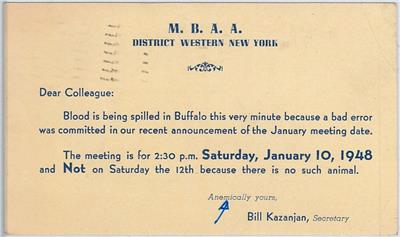 M. B. A. A.
DISTRICT WESTERN NEW YORK
Dear Colleague:
Blood is being spilled in Buffalo this very minute because a bad error
was committed in our recent announcement of the January meeting date.
The meeting is for 2:30 p.m. Saturday, January 10, 1948
and Not on Saturday the 12th because there is no such animal.
Anemically yours,
Bill Kazanjan, Secretary